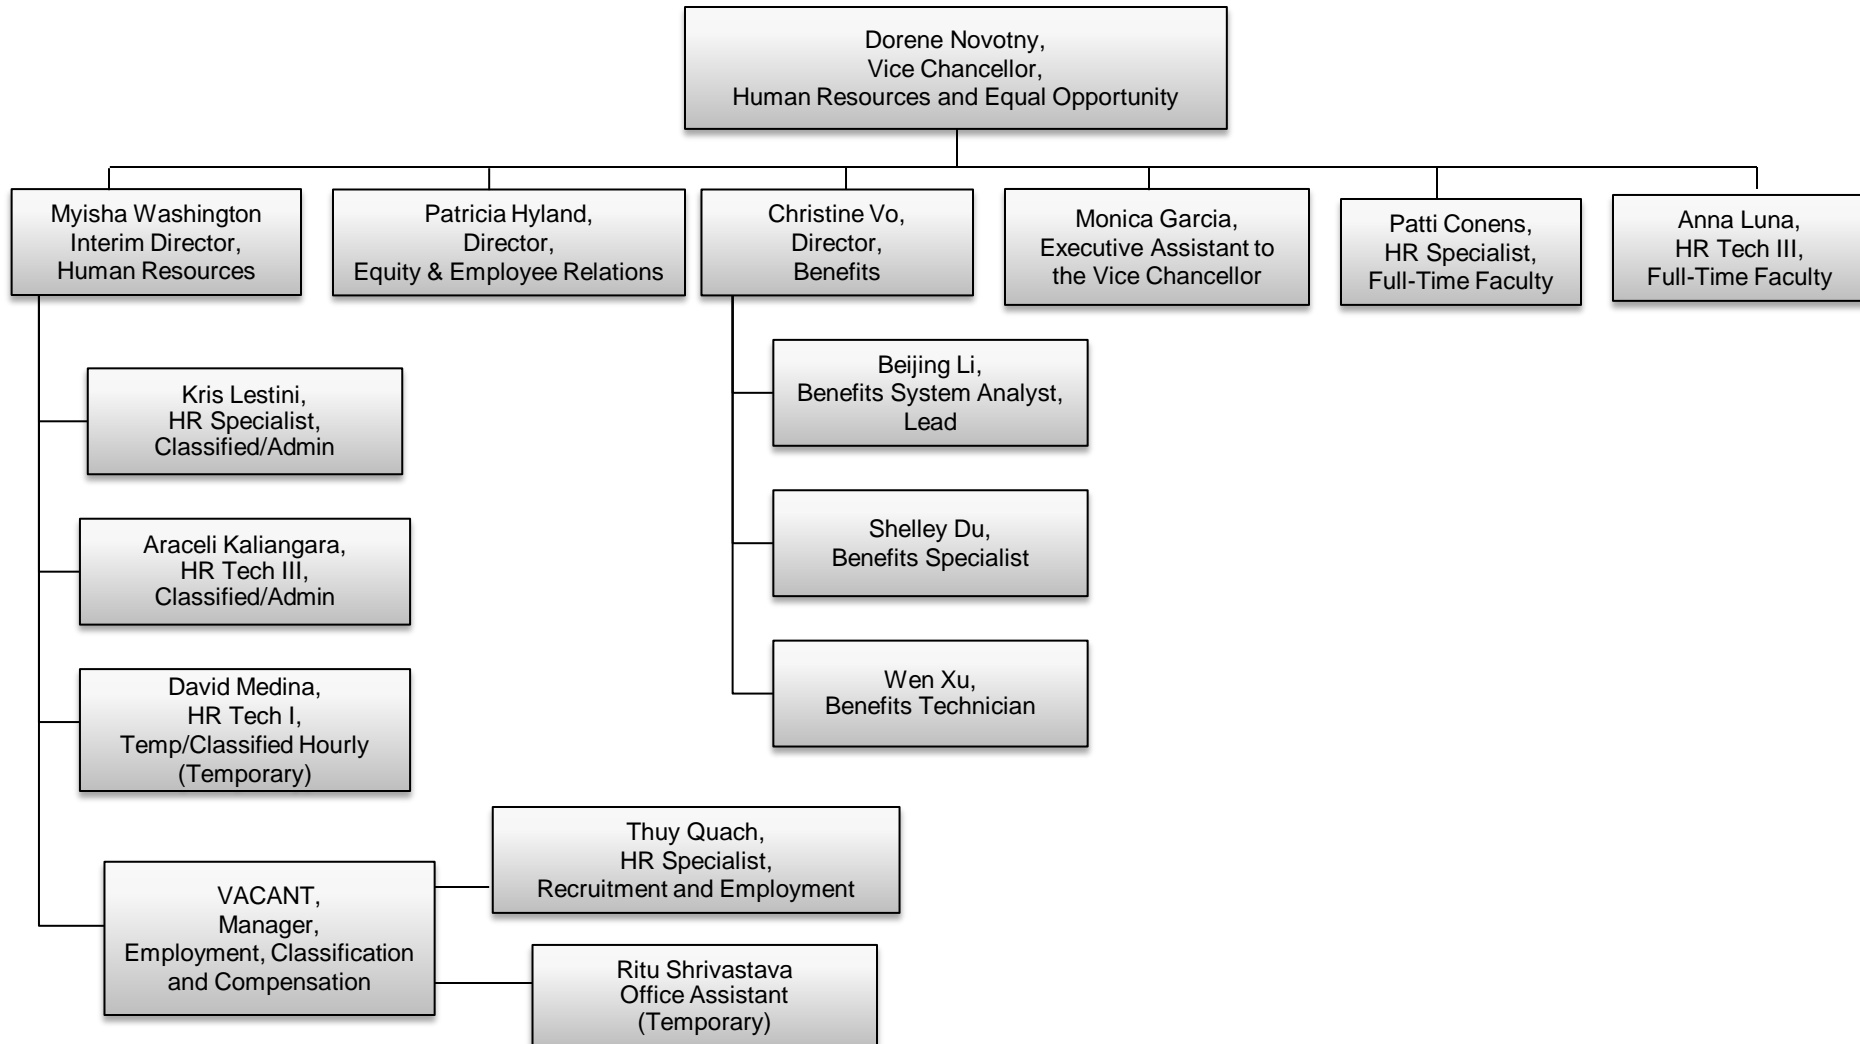 Dorene Novotny,
Vice Chancellor,
Human Resources and Equal Opportunity
Myisha Washington
Interim Director,
Human Resources
Patricia Hyland,
Director,
Equity & Employee Relations
Christine Vo,
Director,
Benefits
Monica Garcia,
Executive Assistant to
the Vice Chancellor
Patti Conens,
HR Specialist,
Full-Time Faculty
Anna Luna,
HR Tech III,
Full-Time Faculty
Kris Lestini,
HR Specialist,
Classified/Admin
Araceli Kaliangara,
HR Tech III,
Classified/Admin
David Medina,
HR Tech I,
Temp/Classified Hourly
(Temporary)
VACANT,
Manager,
Employment, Classification
and Compensation
Thuy Quach,
HR Specialist,
Recruitment and Employment
Ritu Shrivastava
Office Assistant
(Temporary)
Beijing Li,
Benefits System Analyst,
Lead
Shelley Du,
Benefits Specialist
Wen Xu,
Benefits Technician